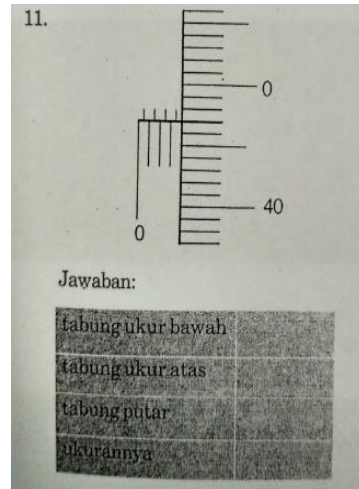 11.
0
40
0
Jawaban:
tabung ukur bawah
tabung ukur atas
tabung putar
ukurannya